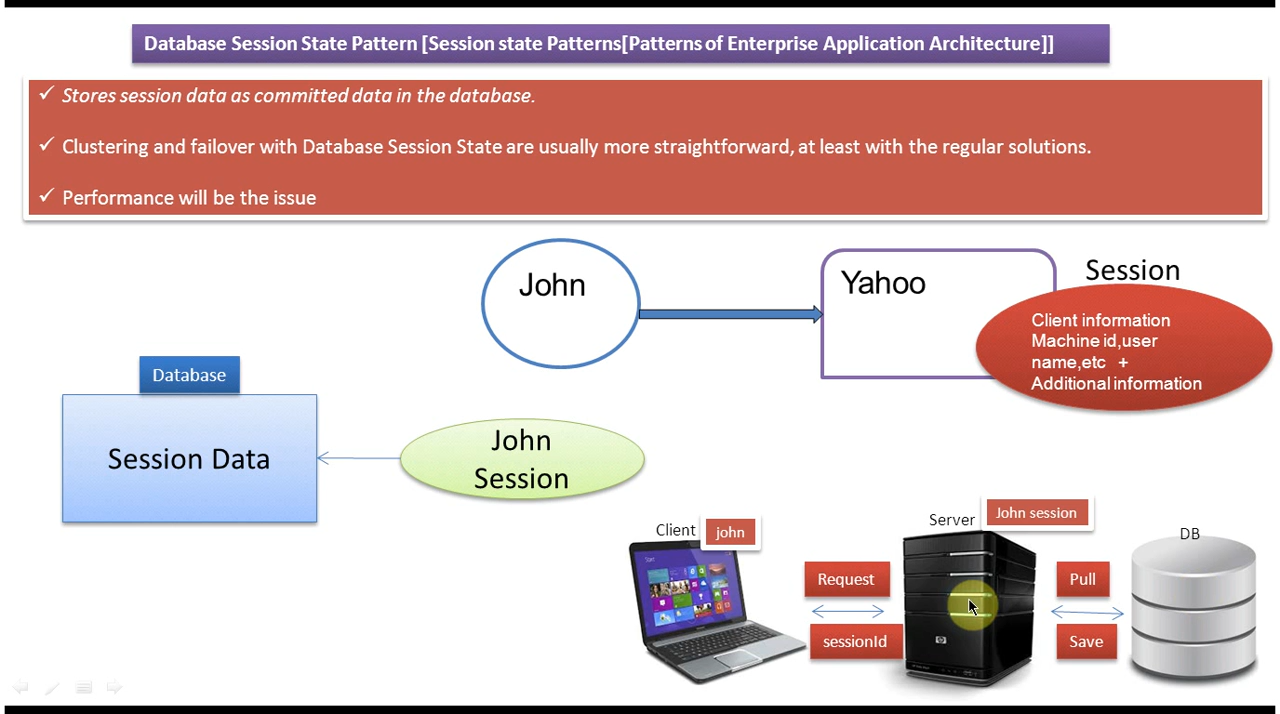 Database Session State Pattern [Session state Patterns[Patterns of Enterprise Application Architecture]]
Stores session data as committed data in the database.
Clustering and failover with Database Session State are usually more straightforward, at least with the regular solutions.
Performance will be the issue
John
Yahoo
Session
Client information
Machine id,user
name,etc +
Additional information
Database
Session Data
John
Session
Client
john
Server
John session
DB
Request
sessionId
Pull
Save